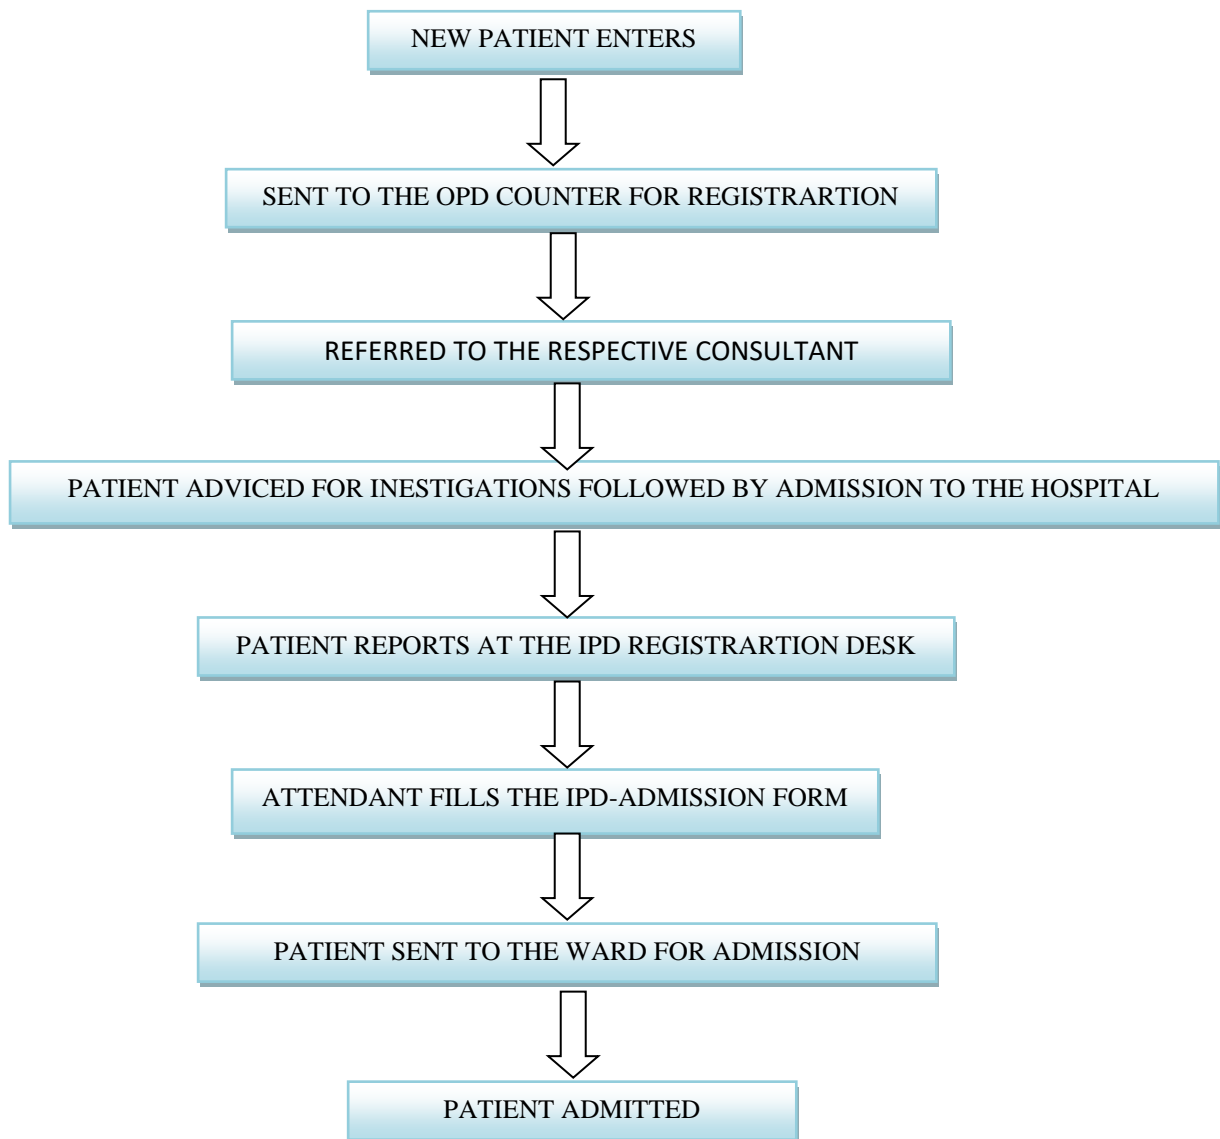 NEW PATIENT ENTERS
SENT TO THE OPD COUNTER FOR REGISTRARTION
REFERRED TO THE RESPECTIVE CONSULTANT
PATIENT ADVICED FOR INESTIGATIONS FOLLOWED BY ADMISSION TO THE HOSPITAL
PATIENT REPORTS AT THE IPD REGISTRARTION DESK
ATTENDANT FILLS THE IPD-ADMISSION FORM
PATIENT SENT TO THE WARD FOR ADMISSION
PATIENT ADMITTED